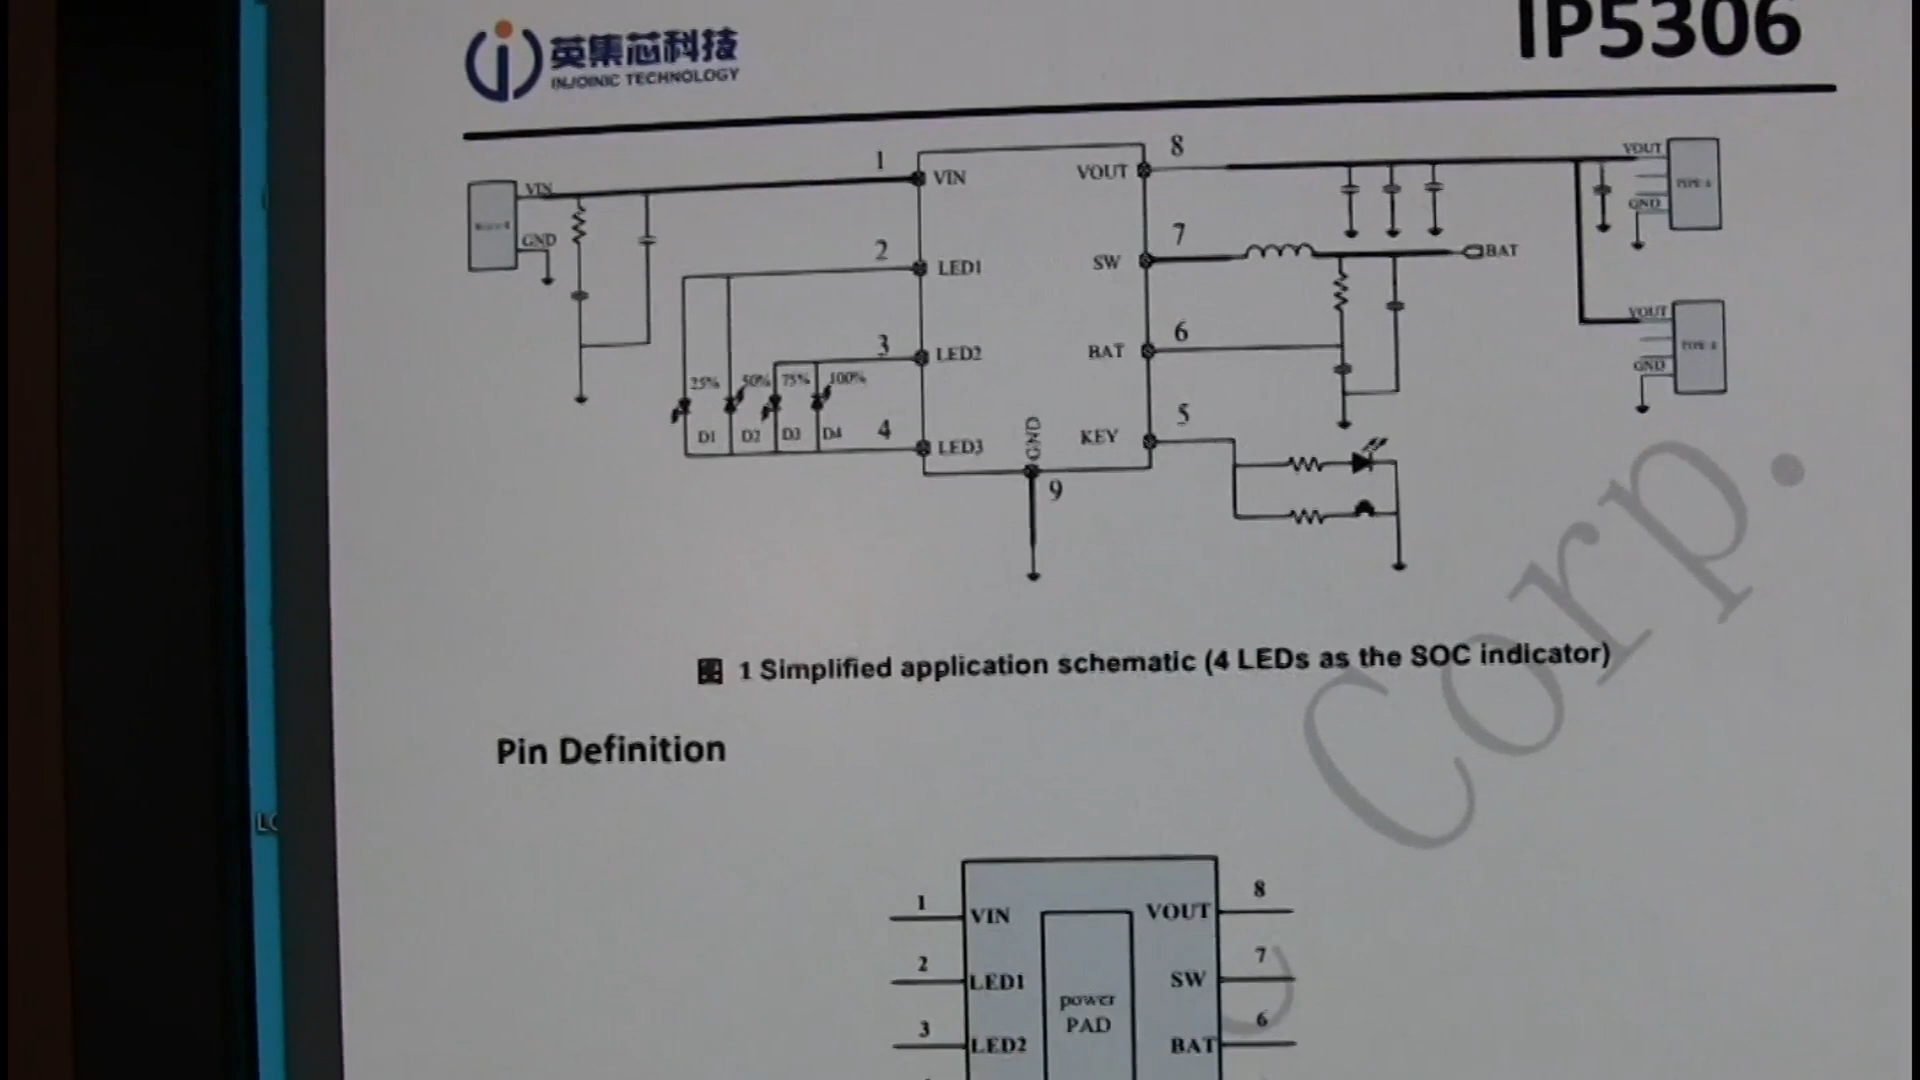 英集芯科技
INJOINIC TECHNOLOGY
IP5306
1
VIN
VOUT
8
VIN
GND
VOUT
TYPE A
GND
2
LED1
SW
7
BAT
3
LED2
BAT
6
VOUT
TYPE A
GND
25% 50% 75% 100%
D1 D2 D3 D4
4
LED3
GND
KEY
5
9
图 1 Simplified application schematic (4 LEDs as the SOC indicator)
Corp.
Pin Definition
1
VIN
VOUT
8
2
LED1
SW
7
power
PAD
3
LED2
BAT
6